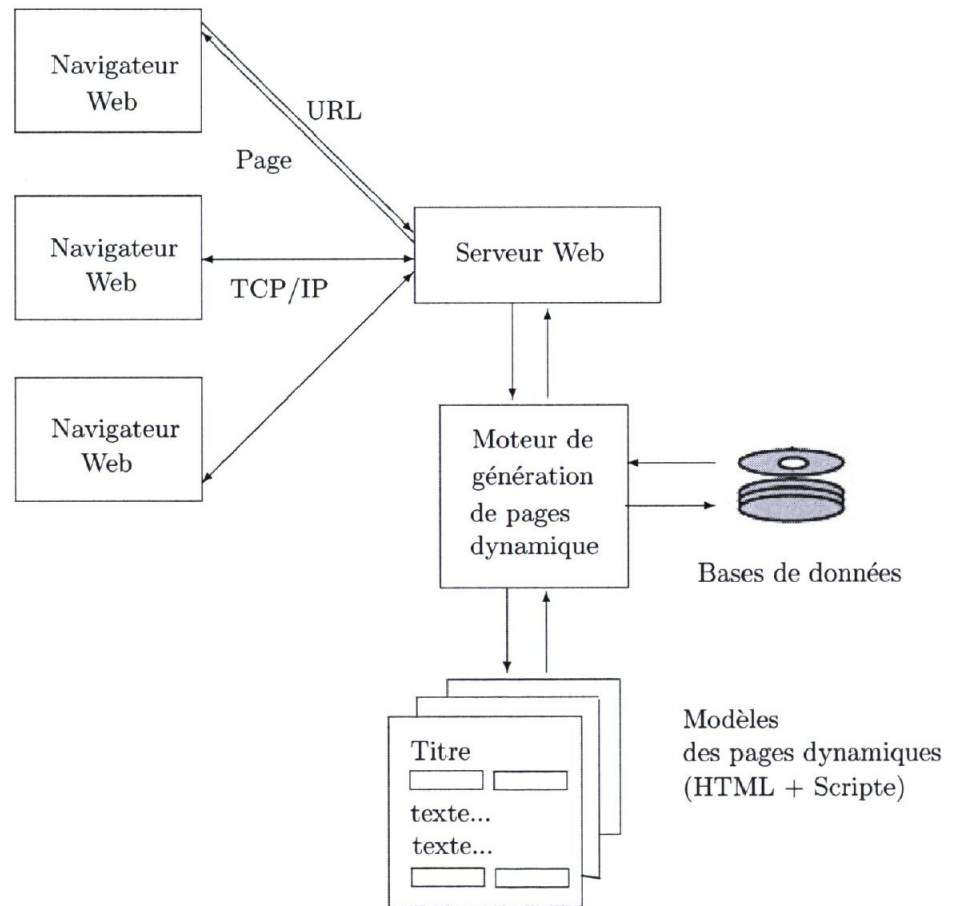 Navigateur
Web
URL
Page
Navigateur
Web
Serveur Web
TCP/IP
Navigateur
Web
Moteur de
génération
de pages
dynamique
Bases de données
Modèles
des pages dynamiques
(HTML + Scripte)
Titre
texte...
texte...